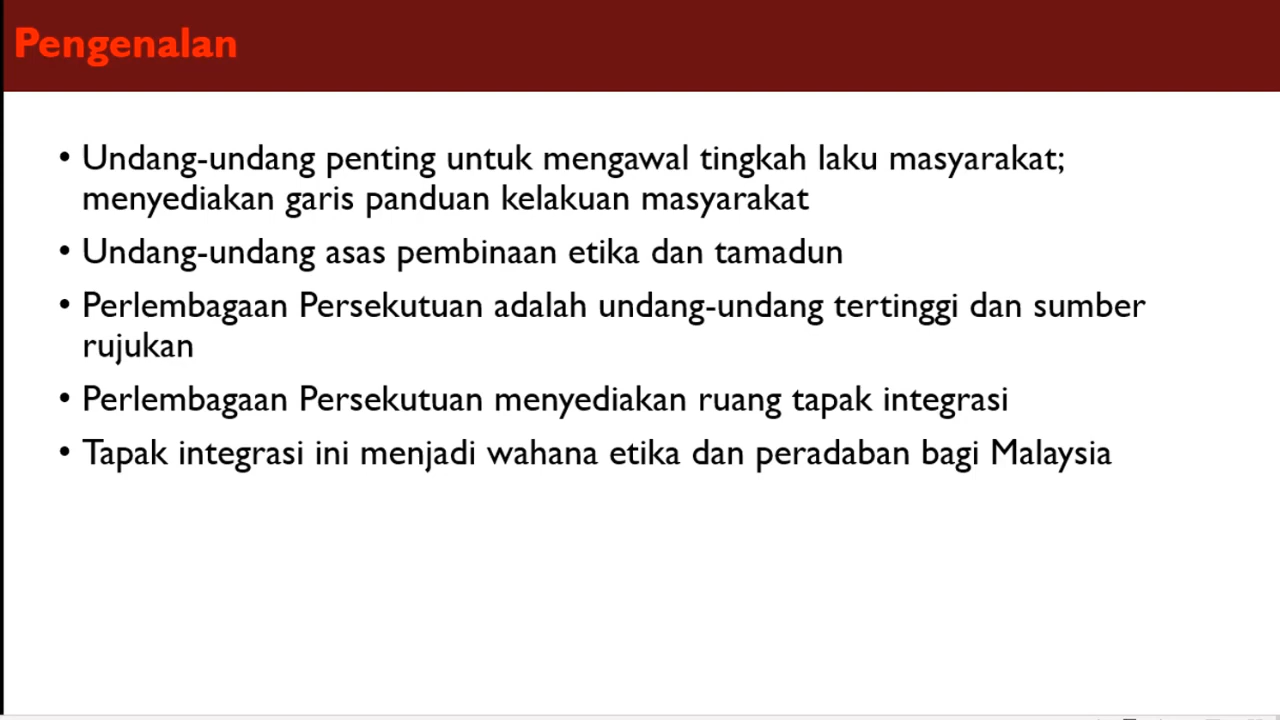 Pengenalan
• Undang-undang penting untuk mengawal tingkah laku masyarakat;
menyediakan garis panduan kelakuan masyarakat
• Undang-undang asas pembinaan etika dan tamadun
• Perlembagaan Persekutuan adalah undang-undang tertinggi dan sumber
rujukan
• Perlembagaan Persekutuan menyediakan ruang tapak integrasi
• Tapak integrasi ini menjadi wahana etika dan peradaban bagi Malaysia